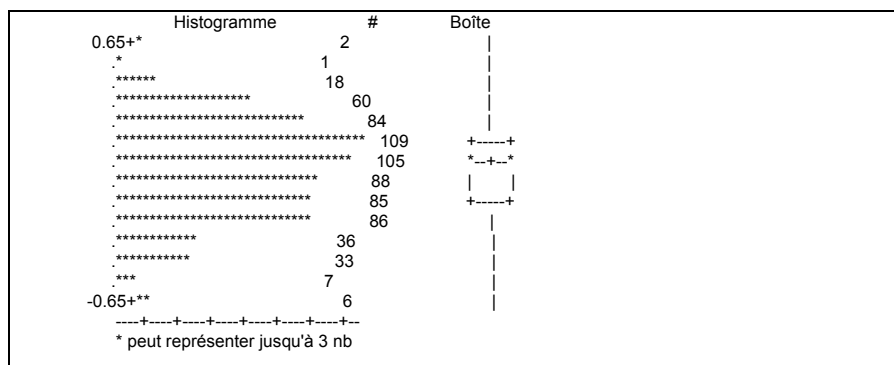 Histogramme # Boîte
0.65+* 2 |
.* 1 |
.****** 18 |
.******************** 60 |
.**************************** 84 |
.************************************* 109 +-----+
.*********************************** 105 *--+--*
.****************************** 88 | |
.***************************** 85 +-----+
.***************************** 86 |
.************ 36 |
.*********** 33 |
.*** 7 |
-0.65+** 6 |
----+----+----+----+----+----+----+--
* peut représenter jusqu'à 3 nb